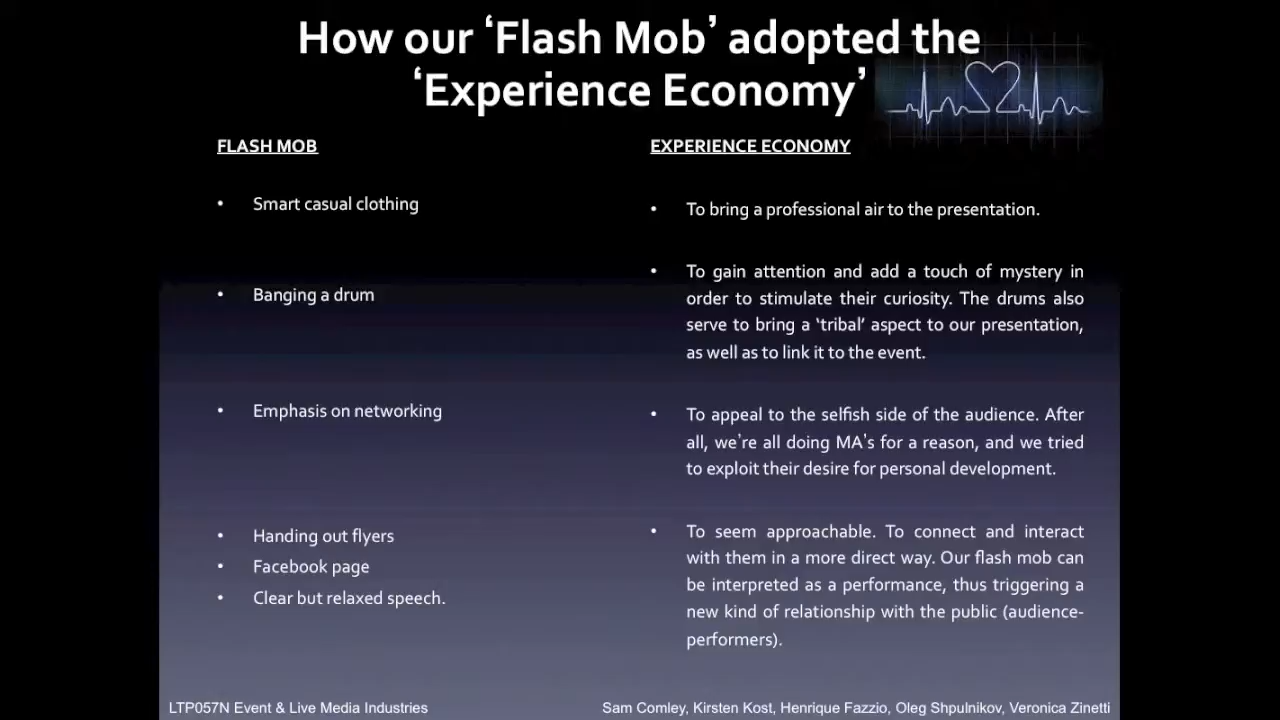 How our ‘Flash Mob’ adopted the
‘Experience Economy’
FLASH MOB
• Smart casual clothing
• Banging a drum
• Emphasis on networking
• Handing out flyers
• Facebook page
• Clear but relaxed speech.
EXPERIENCE ECONOMY
• To bring a professional air to the presentation.
• To gain attention and add a touch of mystery in
order to stimulate their curiosity. The drums also
serve to bring a ‘tribal’ aspect to our presentation,
as well as to link it to the event.
• To appeal to the selfish side of the audience. After
all, we’re all doing MA’s for a reason, and we tried
to exploit their desire for personal development.
• To seem approachable. To connect and interact
with them in a more direct way. Our flash mob can
be interpreted as a performance, thus triggering a
new kind of relationship with the public (audience-
performers).
LTP057N Event & Live Media Industries
Sam Comley, Kirsten Kost, Henrique Fazzio, Oleg Shpulnikov, Veronica Zinetti